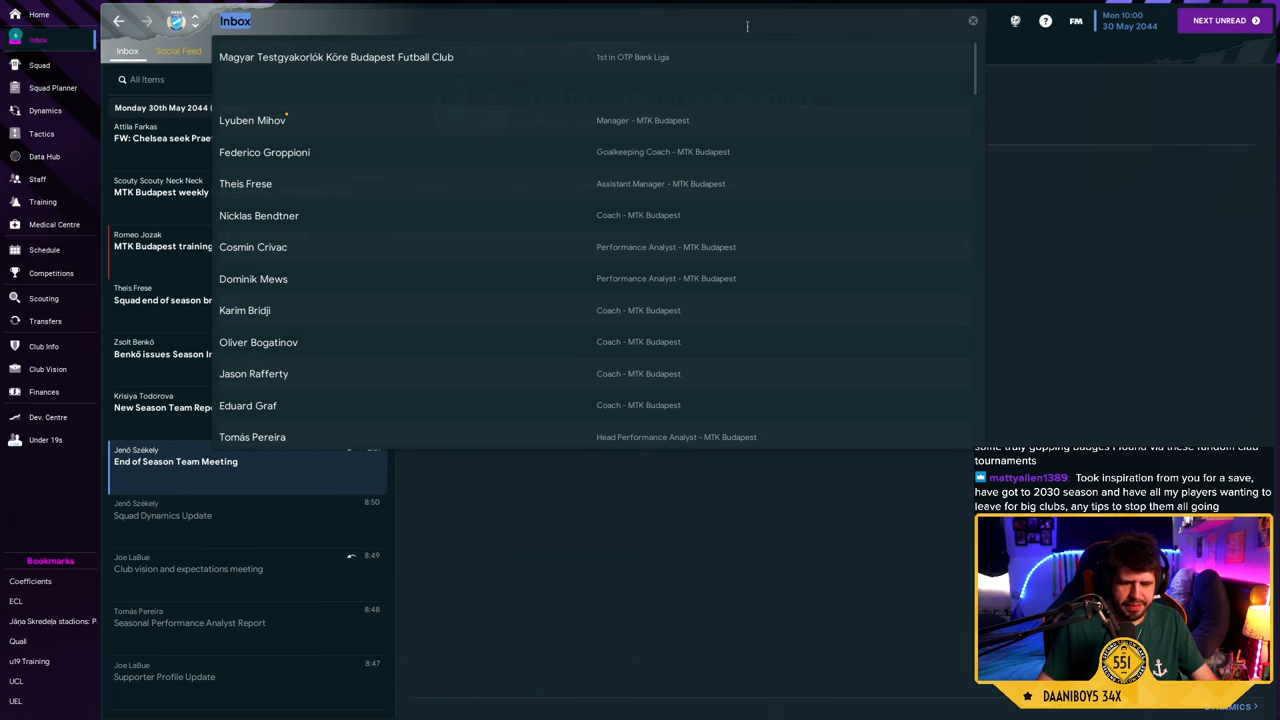 Home
Inbox
Squad
Squad Planner
Dynamics
Tactics
Data Hub
Staff
Training
Medical Centre
Schedule
Competitions
Scouting
Transfers
Club Info
Club Vision
Finances
Dev. Centre
Under 19s
Bookmarks
Coefficients
ECL
Jāņa Skredeļa stadions: P
Quali
u19 Training
UCL
UEL
Inbox
Mon 10:00
30 May 2044
FM
NEXT UNREAD
Inbox
Social Feed
All Items
Monday 30th May 2044 (
Attila Farkas
FW: Chelsea seek Prae
Scouty Scouty Neck Neck
MTK Budapest weekly
Romeo Jozak
MTK Budapest training
Theis Frese
Squad end of season br
Zsolt Benkő
Benkő issues Season In
Krisiya Todorova
New Season Team Repo
Jenő Székely
End of Season Team Meeting
Jenő Székely 8:50
Squad Dynamics Update
Joe LaBue 8:49
Club vision and expectations meeting
Tomás Pereira 8:48
Seasonal Performance Analyst Report
Joe LaBue 8:47
Supporter Profile Update
Magyar Testgyakorlók Köre Budapest Futball Club 1st in OTP Bank Liga
Lyuben Mihov Manager - MTK Budapest
Federico Groppioni Goalkeeping Coach - MTK Budapest
Theis Frese Assistant Manager - MTK Budapest
Nicklas Bendtner Coach - MTK Budapest
Cosmin Crivac Performance Analyst - MTK Budapest
Dominik Mews Performance Analyst - MTK Budapest
Karim Bridji Coach - MTK Budapest
Oliver Bogatinov Coach - MTK Budapest
Jason Rafferty Coach - MTK Budapest
Eduard Graf Coach - MTK Budapest
Tomás Pereira Head Performance Analyst - MTK Budapest
some truly gopping badges I found via these random club
tournaments
mattyallen1389: Took inspiration from you for a save,
have got to 2030 season and have all my players wanting to
leave for big clubs, any tips to stop them all going
551
DAANIBOY5 34X
DYNAMICS